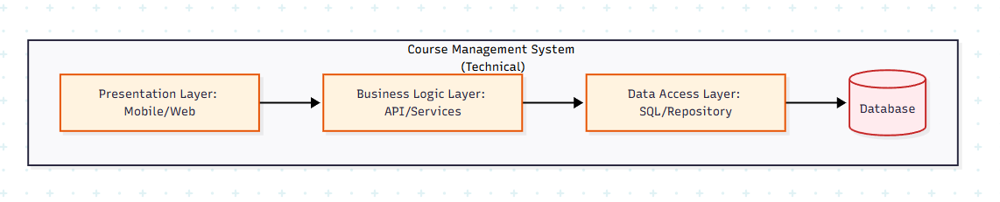 Course Management System
(Technical)
Presentation Layer:
Mobile/Web
Business Logic Layer:
API/Services
Data Access Layer:
SQL/Repository
Database